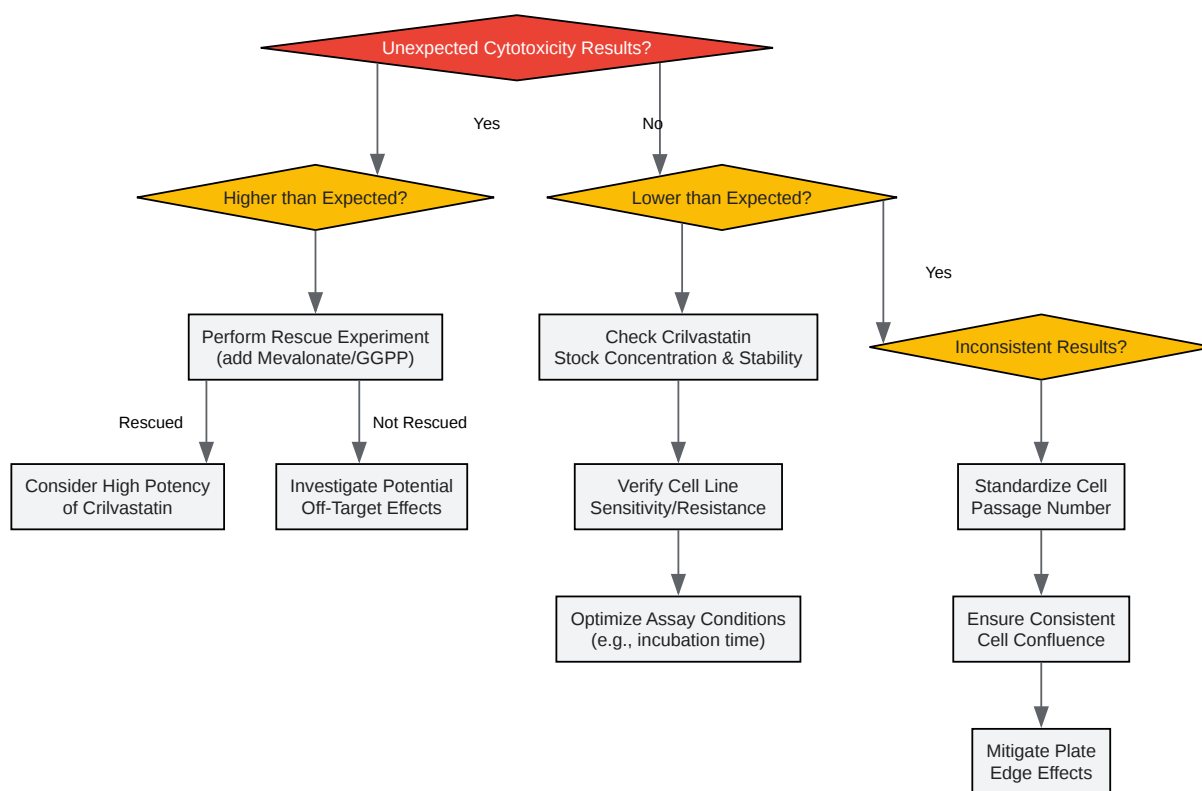 Unexpected Cytotoxicity Results?
Yes
No
Higher than Expected?
Lower than Expected?
Yes
Perform Rescue Experiment
(add Mevalonate/GGPP)
Check Crilvastatin
Stock Concentration & Stability
Inconsistent Results?
Rescued
Not Rescued
Consider High Potency
of Crilvastatin
Investigate Potential
Off-Target Effects
Verify Cell Line
Sensitivity/Resistance
Standardize Cell
Passage Number
Optimize Assay Conditions
(e.g., incubation time)
Ensure Consistent
Cell Confluence
Mitigate Plate
Edge Effects